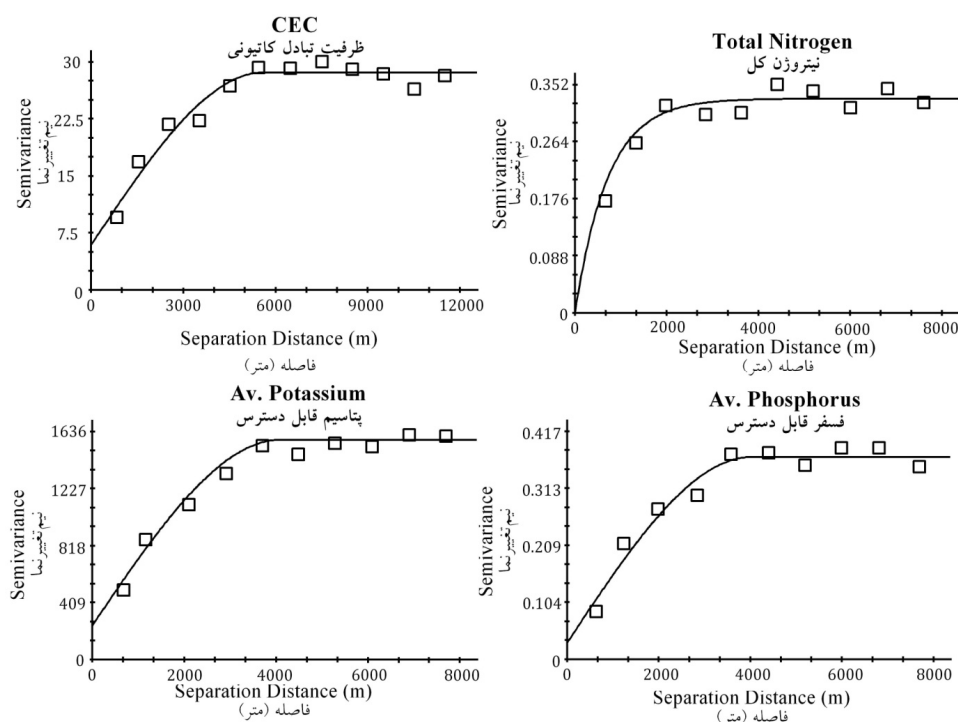 CEC
ظرفیت تبادل کاتیونی
Semivariance
نیم‌تغییرنما
30
22.5
15
7.5
0
0 3000 6000 9000 12000
Separation Distance (m)
فاصله (متر)
Total Nitrogen
نیتروژن کل
Semivariance
نیم‌تغییرنما
0.352
0.264
0.176
0.088
0
0 2000 4000 6000 8000
Separation Distance (m)
فاصله (متر)
Av. Potassium
پتاسیم قابل دسترس
Semivariance
نیم‌تغییرنما
1636
1227
818
409
0
0 2000 4000 6000 8000
Separation Distance (m)
فاصله (متر)
Av. Phosphorus
فسفر قابل دسترس
Semivariance
نیم‌تغییرنما
0.417
0.313
0.209
0.104
0
0 2000 4000 6000 8000
Separation Distance (m)
فاصله (متر)